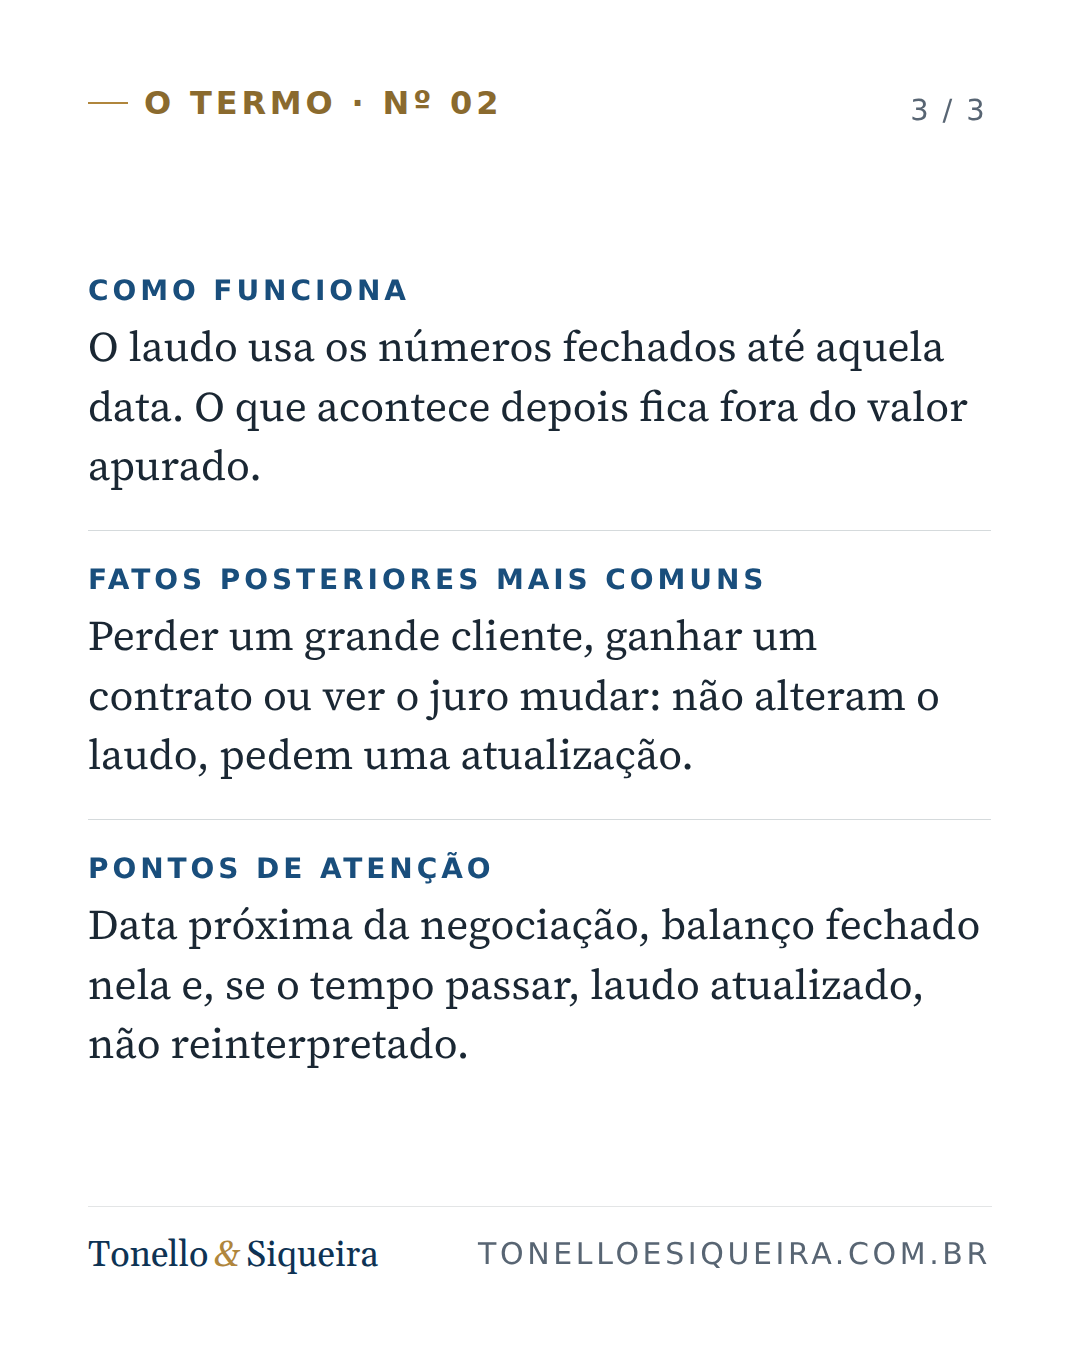 O TERMO · Nº 02
3 / 3
COMO FUNCIONA
O laudo usa os números fechados até aquela
data. O que acontece depois fica fora do valor
apurado.
FATOS POSTERIORES MAIS COMUNS
Perder um grande cliente, ganhar um
contrato ou ver o juro mudar: não alteram o
laudo, pedem uma atualização.
PONTOS DE ATENÇÃO
Data próxima da negociação, balanço fechado
nela e, se o tempo passar, laudo atualizado,
não reinterpretado.
Tonello & Siqueira
TONELLOESIQUEIRA.COM.BR